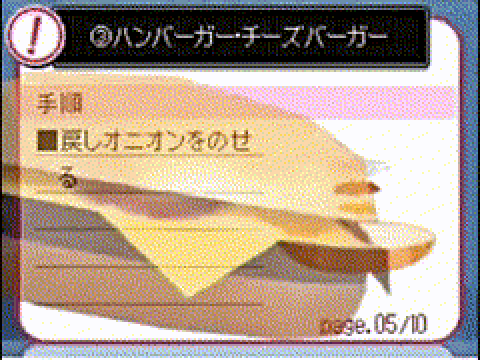 !
③ハンバーガー・チーズバーガー
手順
■戻しオニオンをのせ
る
page.05/10